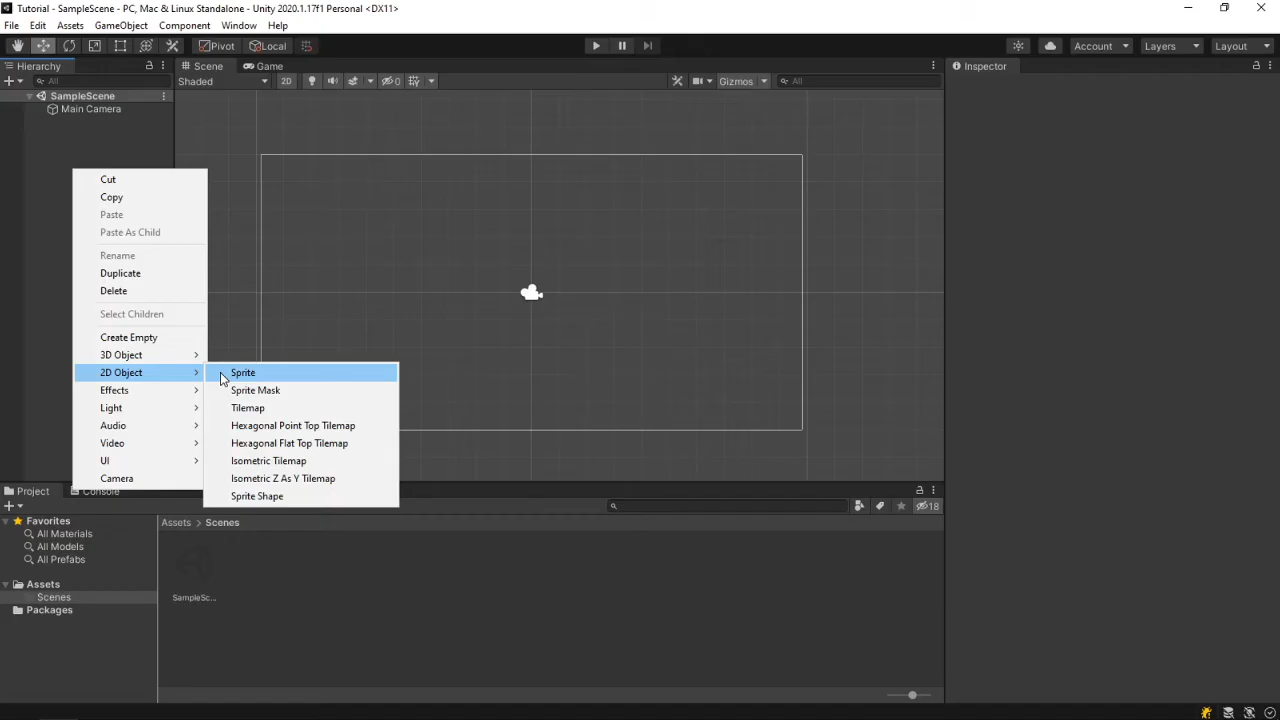 Tutorial - SampleScene - PC, Mac & Linux Standalone - Unity 2020.1.17f1 Personal <DX11>
File Edit Assets GameObject Component Window Help
Pivot Local Account Layers Layout
Hierarchy Scene Game Inspector
All Shaded 2D 0 Gizmos All
SampleScene
Main Camera
Cut
Copy
Paste
Paste As Child
Rename
Duplicate
Delete
Select Children
Create Empty
3D Object
2D Object
Effects
Light
Audio
Video
UI
Camera
Sprite
Sprite Mask
Tilemap
Hexagonal Point Top Tilemap
Hexagonal Flat Top Tilemap
Isometric Tilemap
Isometric Z As Y Tilemap
Sprite Shape
Project Console
18
Favorites
All Materials
All Models
All Prefabs
Assets
Scenes
Packages
Assets > Scenes
SampleSc...